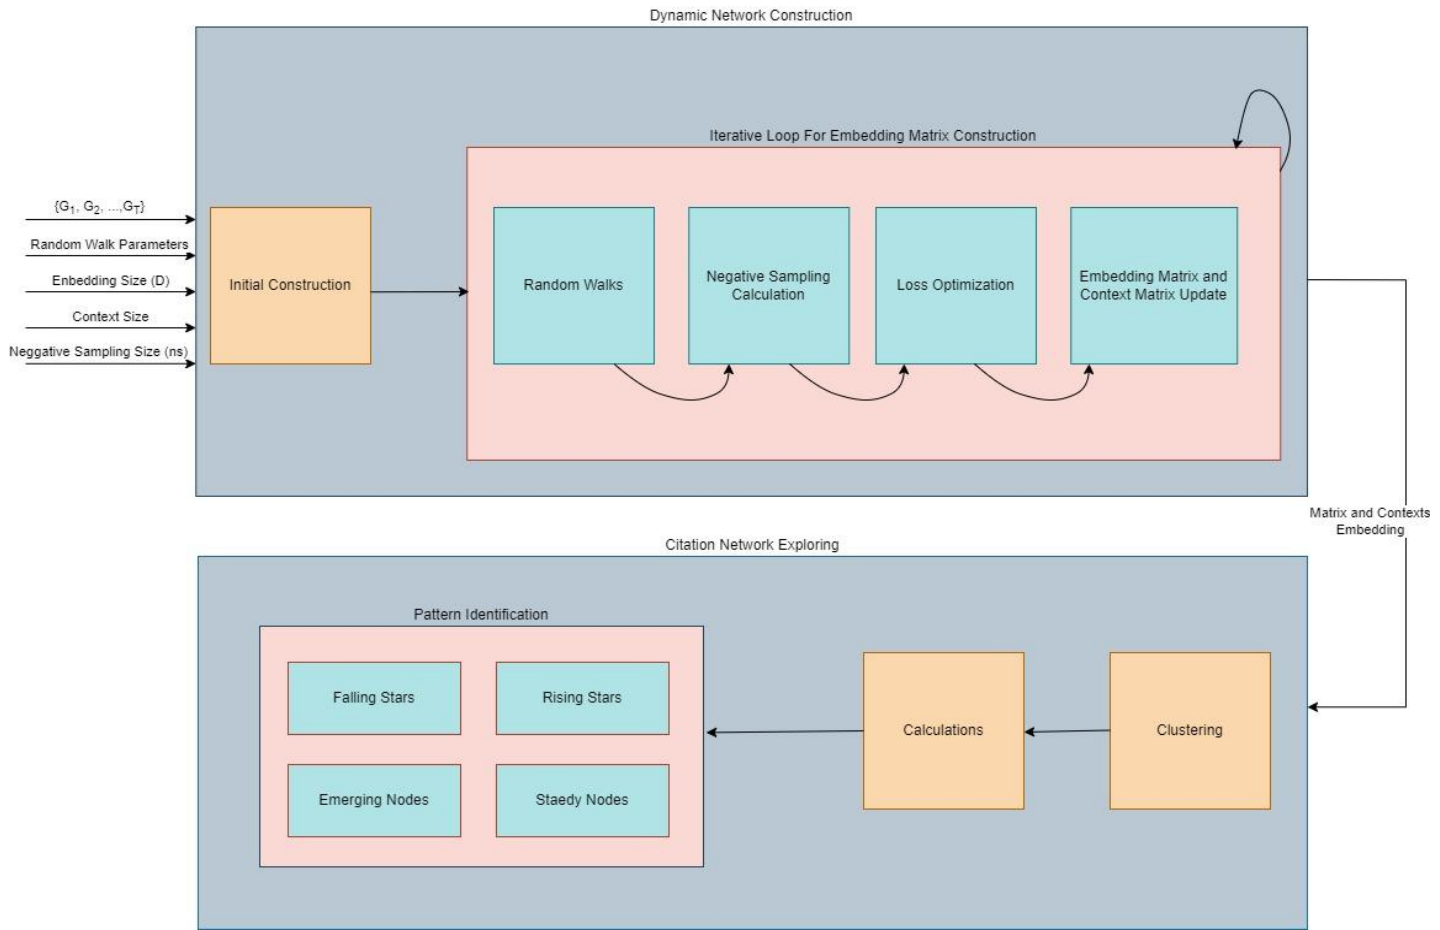 Dynamic Network Construction
Iterative Loop For Embedding Matrix Construction
{G1, G2, ...,GT}
Random Walk Parameters
Enbedding Size (D)
Context Size
Neggative Sampling Size (ns)
Initial Construction
Random Walks
Negative Sampling
Calculation
Loss Optimization
Embedding Matrix and
Context Matrix Update
Matrix and Contexts
Embedding
Citation Network Exploring
Pattern Identification
Falling Stars
Rising Stars
Emerging Nodes
Staedy Nodes
Calculations
Clustering